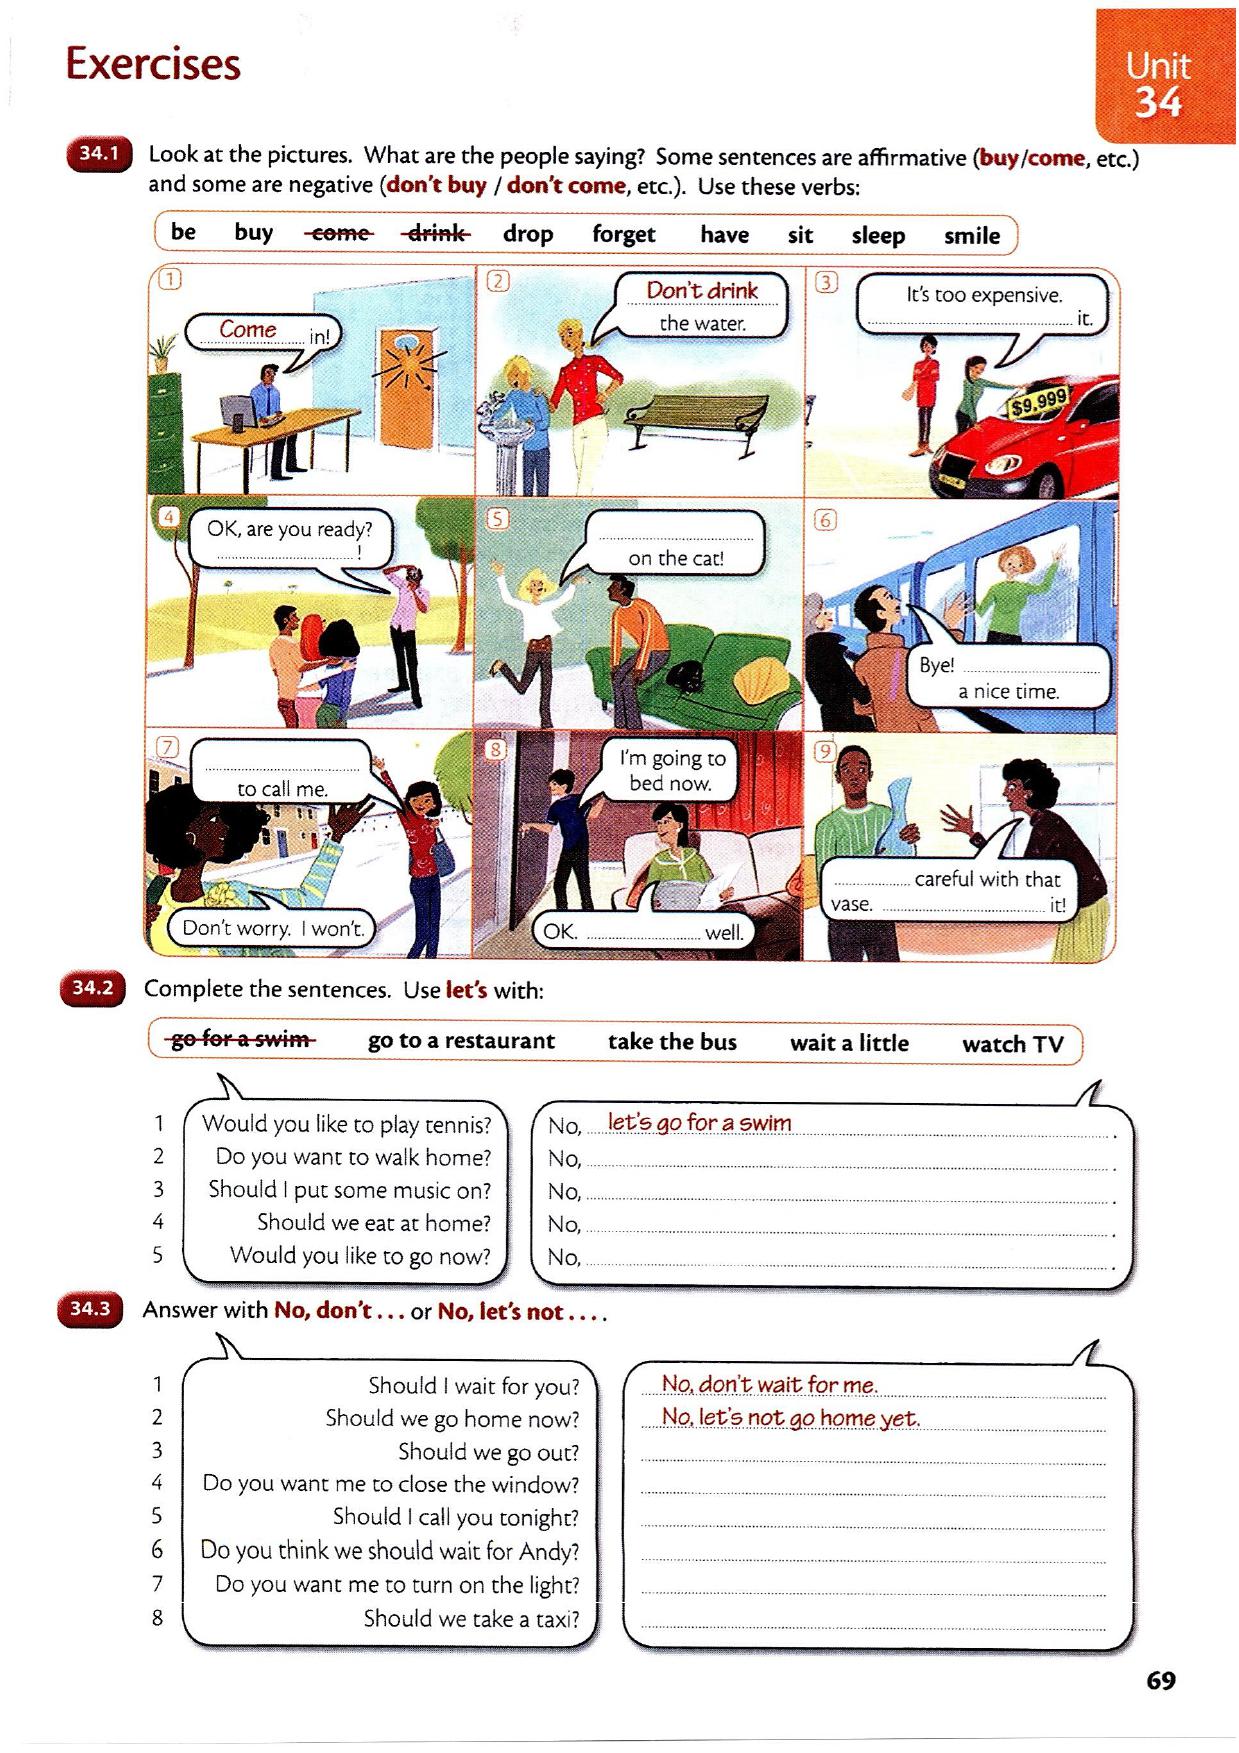 Exercises
Unit
34
34.1 Look at the pictures. What are the people saying? Some sentences are affirmative (buy/come, etc.)
and some are negative (don't buy / don't come, etc.). Use these verbs:
be buy come drink drop forget have sit sleep smile
1
Come in!
2
Don't drink
the water.
3
It's too expensive.
it.
$9,999
4
OK, are you ready?
!
5
on the cat!
6
Bye!
a nice time.
7
to call me.
Don't worry. I won't.
8
I'm going to
bed now.
OK. well.
9
careful with that
vase. it!
34.2 Complete the sentences. Use let's with:
go for a swim go to a restaurant take the bus wait a little watch TV
1 Would you like to play tennis? No, let's go for a swim.
2 Do you want to walk home? No, .
3 Should I put some music on? No, .
4 Should we eat at home? No, .
5 Would you like to go now? No, .
34.3 Answer with No, don't . . . or No, let's not . . . .
1 Should I wait for you? No, don't wait for me.
2 Should we go home now? No, let's not go home yet.
3 Should we go out?
4 Do you want me to close the window?
5 Should I call you tonight?
6 Do you think we should wait for Andy?
7 Do you want me to turn on the light?
8 Should we take a taxi?
69